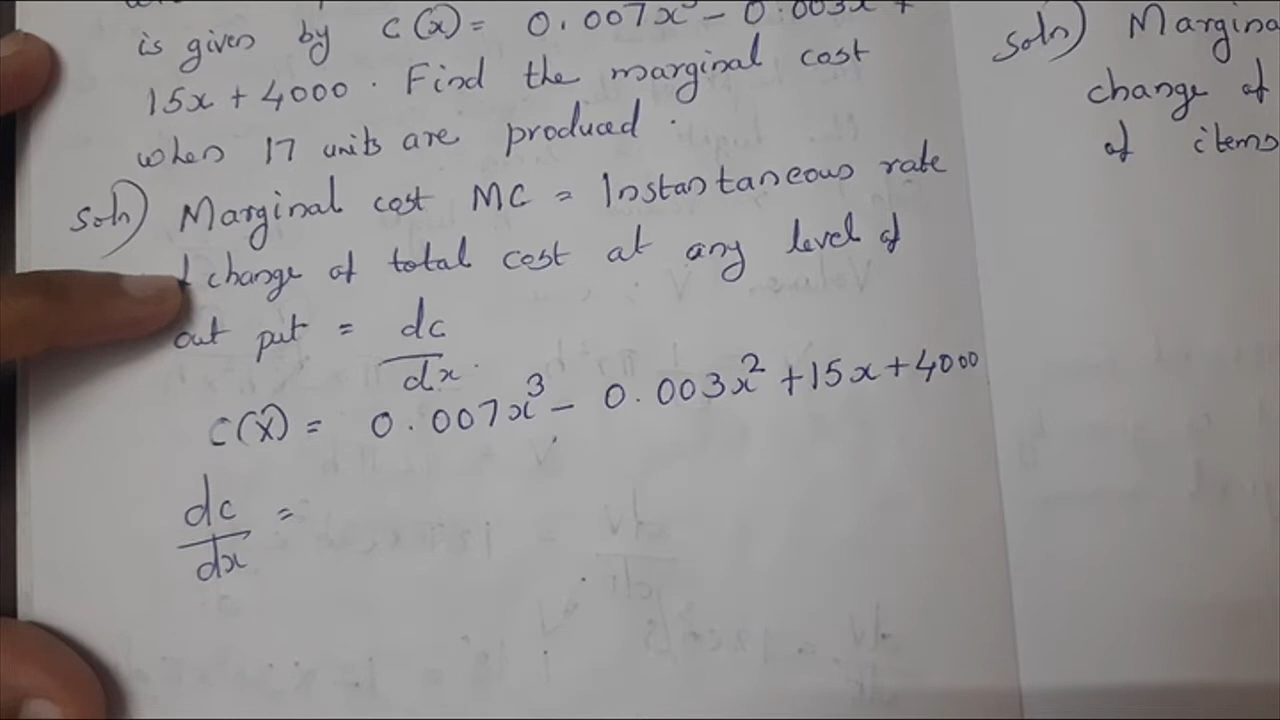 is given by C(x) = 0.007x³ - 0.003x² +
15x + 4000. Find the marginal cost
when 17 units are produced.
Soln) Marginal cost MC = Instantaneous rate
of change of total cost at any level of
out put = dc/dx.
C(x) = 0.007x³ - 0.003x² + 15x + 4000
dc/dx =
Soln) Margina
change of
of items